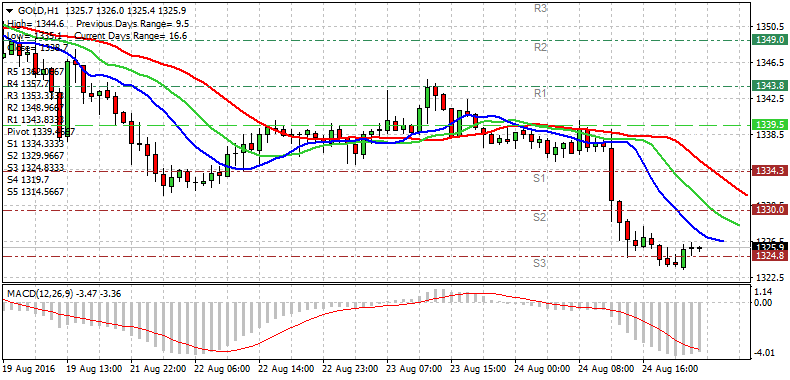 GOLD,H1 1325.7 1326.0 1325.4 1325.9
High= 1344.6 Previous Days Range= 9.5
Low= 1335.1 Current Days Range= 16.6
Close= 1338.7
R5
R4 1357.7
R3 1353.3133
R2 1348.9667
R1 1343.8333
Pivot 1339.4667
S1 1334.3333
S2 1329.9667
S3 1324.8333
S4 1319.7
S5 1314.5667
R3
R2
R1
S1
S2
S3
1350.5
1349.0
1346.5
1343.8
1342.5
1339.5
1338.5
1334.3
1330.0
1325.9
1324.8
1322.5
MACD(12,26,9) -3.47 -3.36
1.14
0.00
-4.01
19 Aug 2016 19 Aug 13:00 22 Aug 06:00 22 Aug 14:00 22 Aug 23:00 23 Aug 07:00 23 Aug 15:00 24 Aug 00:00 24 Aug 08:00 24 Aug 16:00